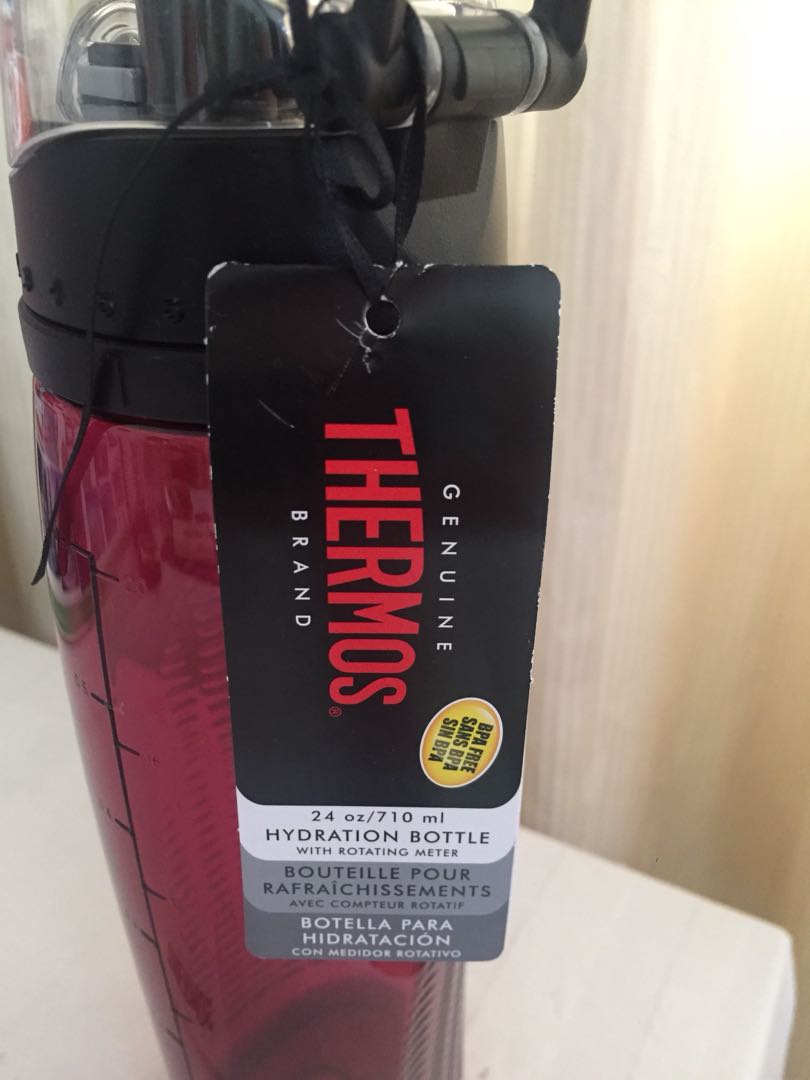 GENUINE
THERMOS®
BRAND
BPA FREE
SANS BPA
SIN BPA
24 oz/710 ml
HYDRATION BOTTLE
WITH ROTATING METER
BOUTEILLE POUR
RAFRAÎCHISSEMENTS
AVEC COMPTEUR ROTATIF
BOTELLA PARA
HIDRATACIÓN
CON MEDIDOR ROTATIVO